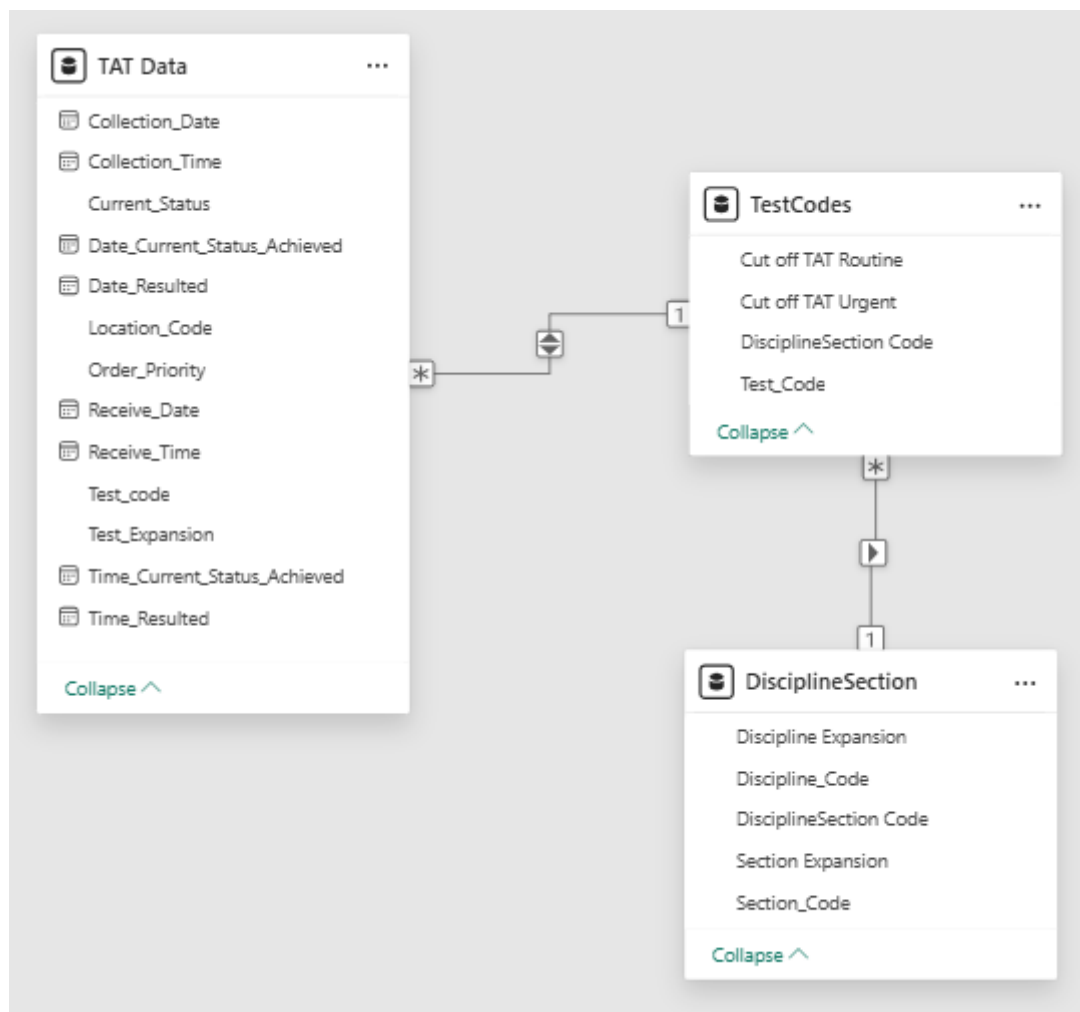 TAT Data
...
Collection_Date
Collection_Time
Current_Status
Date_Current_Status_Achieved
Date_Resulted
Location_Code
Order_Priority
Receive_Date
Receive_Time
Test_code
Test_Expansion
Time_Current_Status_Achieved
Time_Resulted
Collapse
*
1
TestCodes
...
Cut off TAT Routine
Cut off TAT Urgent
DisciplineSection Code
Test_Code
Collapse
*
1
DisciplineSection
...
Discipline Expansion
Discipline_Code
DisciplineSection Code
Section Expansion
Section_Code
Collapse